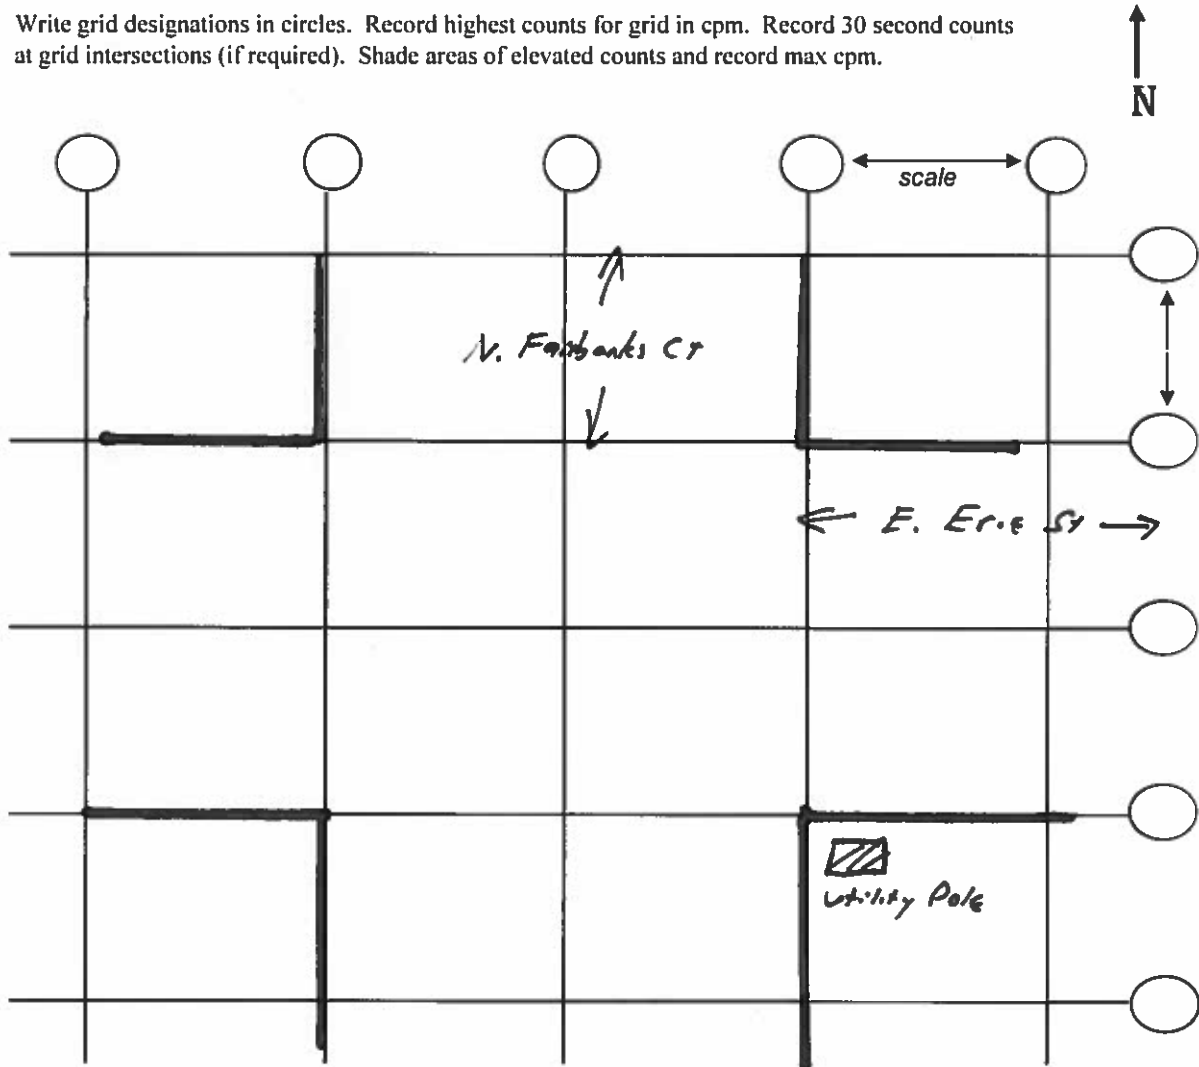 Write grid designations in circles. Record highest counts for grid in cpm. Record 30 second counts
at grid intersections (if required). Shade areas of elevated counts and record max cpm.
N
scale
N. Fairbanks Ct
E. Erie St
utility Pole